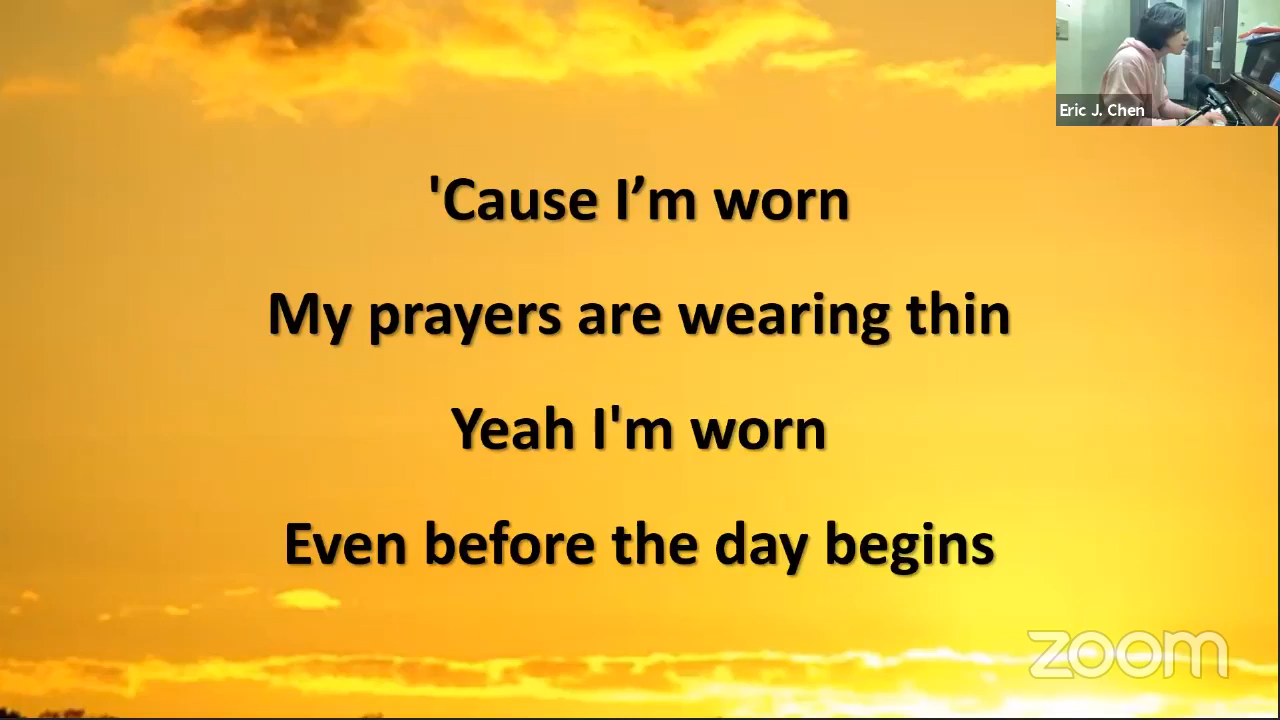 Eric J. Chen
'Cause I’m worn
My prayers are wearing thin
Yeah I'm worn
Even before the day begins
zoom